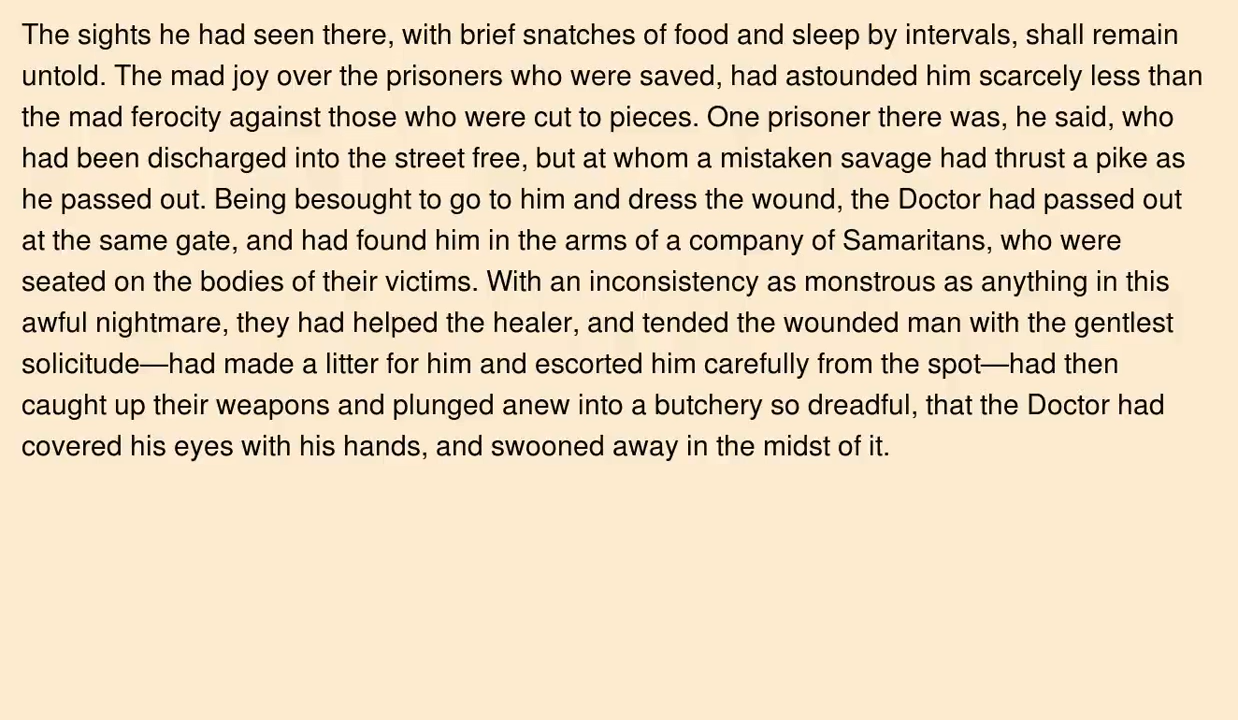 The sights he had seen there, with brief snatches of food and sleep by intervals, shall remain
untold. The mad joy over the prisoners who were saved, had astounded him scarcely less than
the mad ferocity against those who were cut to pieces. One prisoner there was, he said, who
had been discharged into the street free, but at whom a mistaken savage had thrust a pike as
he passed out. Being besought to go to him and dress the wound, the Doctor had passed out
at the same gate, and had found him in the arms of a company of Samaritans, who were
seated on the bodies of their victims. With an inconsistency as monstrous as anything in this
awful nightmare, they had helped the healer, and tended the wounded man with the gentlest
solicitude—had made a litter for him and escorted him carefully from the spot—had then
caught up their weapons and plunged anew into a butchery so dreadful, that the Doctor had
covered his eyes with his hands, and swooned away in the midst of it.